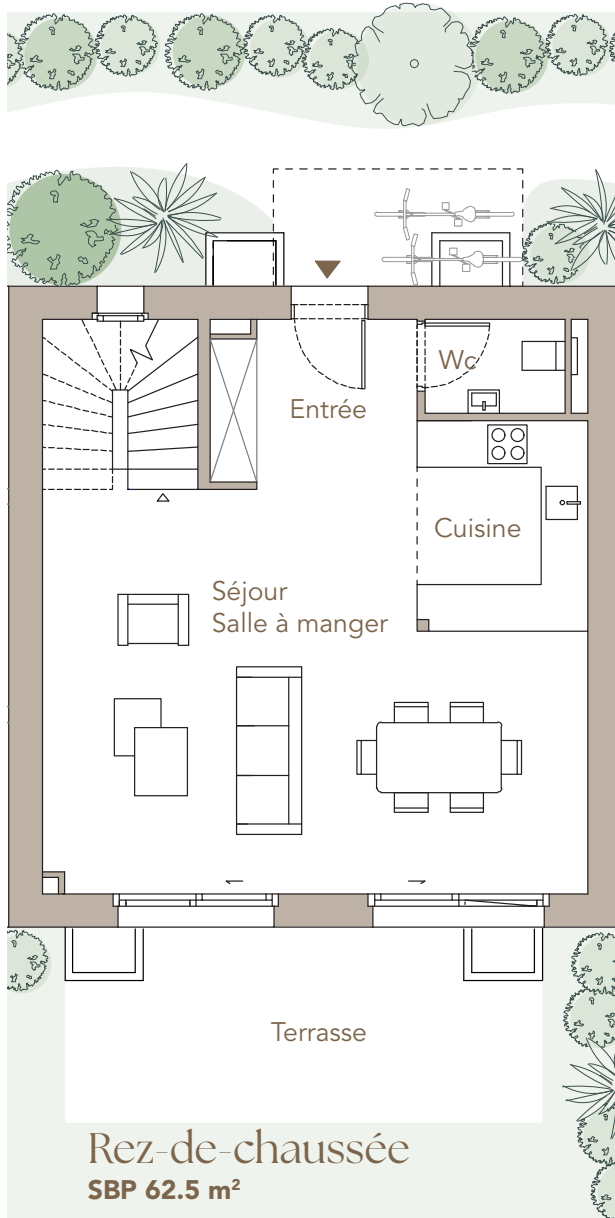 Wc
Entrée
Cuisine
Séjour
Salle à manger
Terrasse
Rez-de-chaussée
SBP 62.5 m²